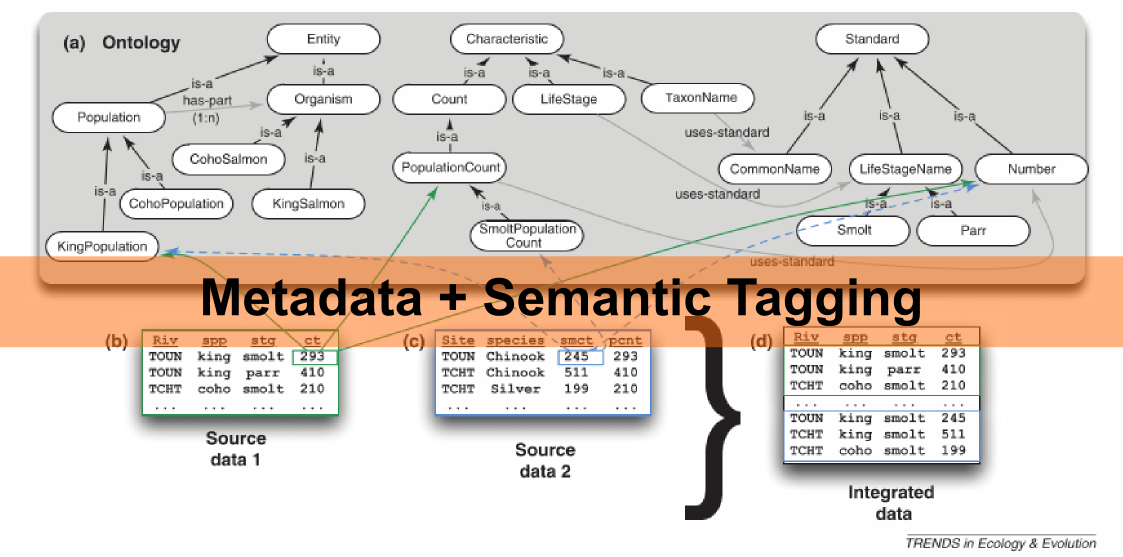 (a) Ontology
Entity
Characteristic
Standard
is-a
is-a
is-a
is-a
is-a
has-part
(1:n)
Organism
Count
LifeStage
TaxonName
Population
is-a
is-a
is-a
is-a
is-a
uses-standard
CohoSalmon
is-a
PopulationCount
CommonName
LifeStageName
Number
is-a
is-a
CohoPopulation
KingSalmon
is-a
uses-standard
is-a
is-a
KingPopulation
SmoltPopulation
Count
Smolt
Parr
uses-standard
Metadata + Semantic Tagging
(b)
Riv spp stg ct
TOUN king smolt 293
TOUN king parr 410
TCHT coho smolt 210
... ... ... ...
Source
data 1
(c)
Site species smct pcnt
TOUN Chinook 245 293
TCHT Chinook 511 410
TCHT Silver 199 210
... ... ... ...
Source
data 2
}
(d)
Riv spp stg ct
TOUN king smolt 293
TOUN king parr 410
TCHT coho smolt 210
... ... ... ...
TOUN king smolt 245
TCHT king smolt 511
TCHT coho smolt 199
Integrated
data
TRENDS in Ecology & Evolution